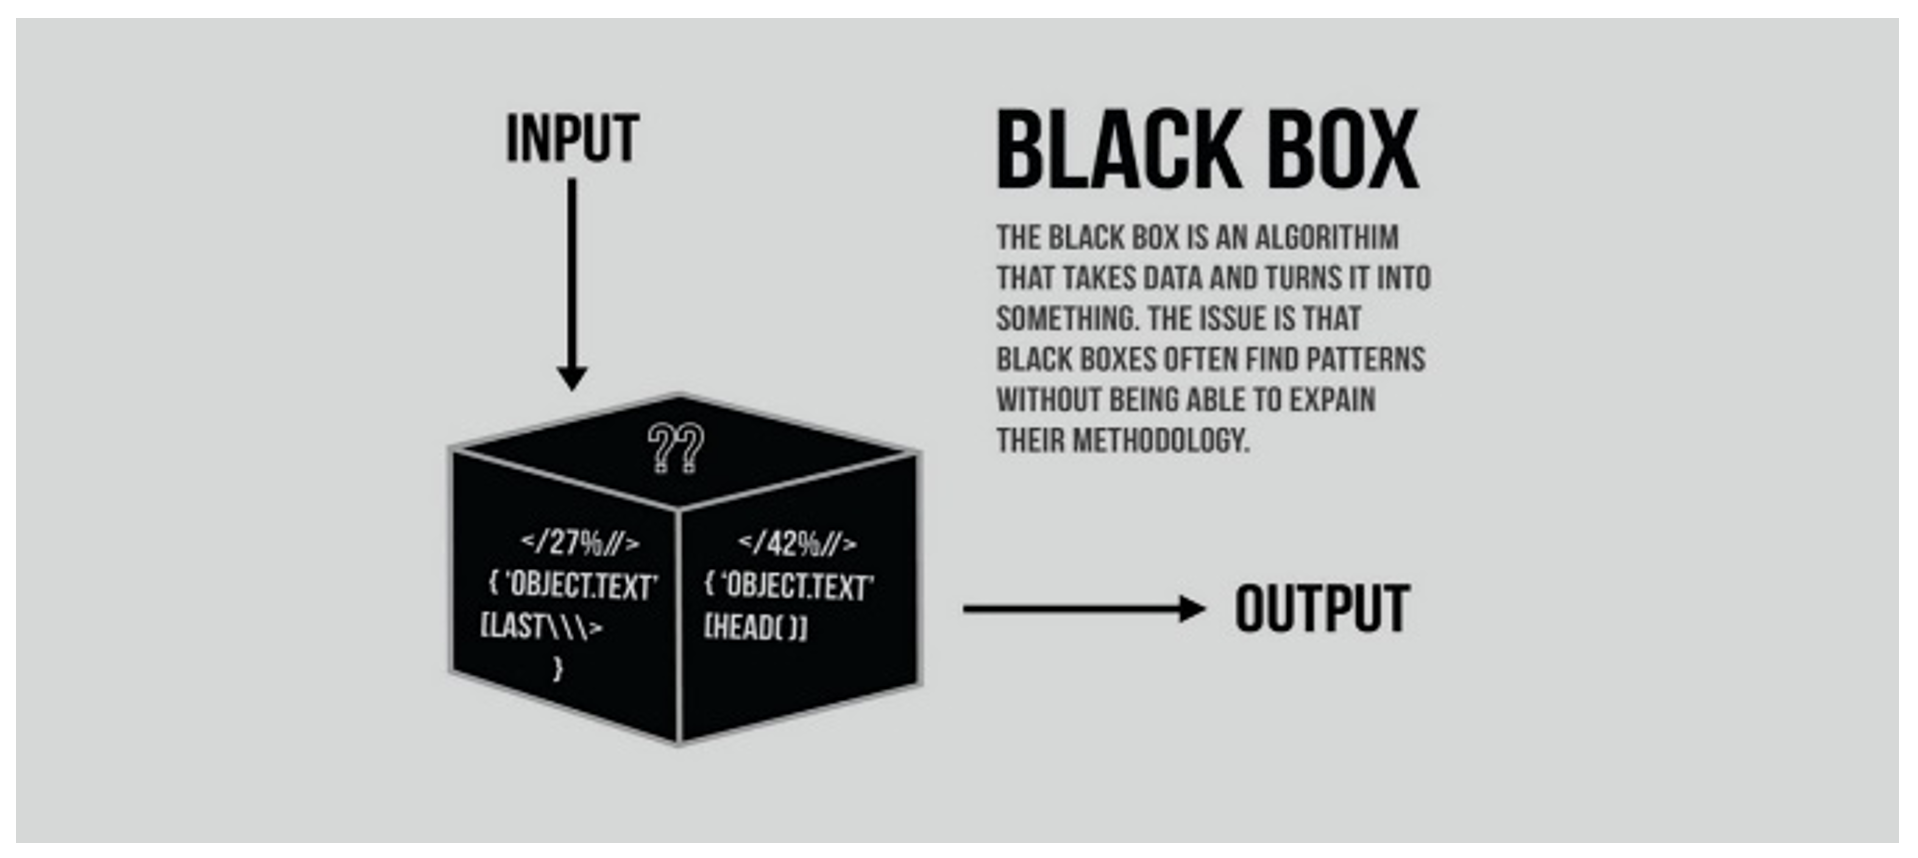 INPUT
BLACK BOX
THE BLACK BOX IS AN ALGORITHIM
THAT TAKES DATA AND TURNS IT INTO
SOMETHING. THE ISSUE IS THAT
BLACK BOXES OFTEN FIND PATTERNS
WITHOUT BEING ABLE TO EXPAIN
THEIR METHODOLOGY.
??
</27%//>
{ ‘OBJECT.TEXT’
[LAST\\\>
}
</42%//>
{ ‘OBJECT.TEXT’
[HEAD( )]
OUTPUT